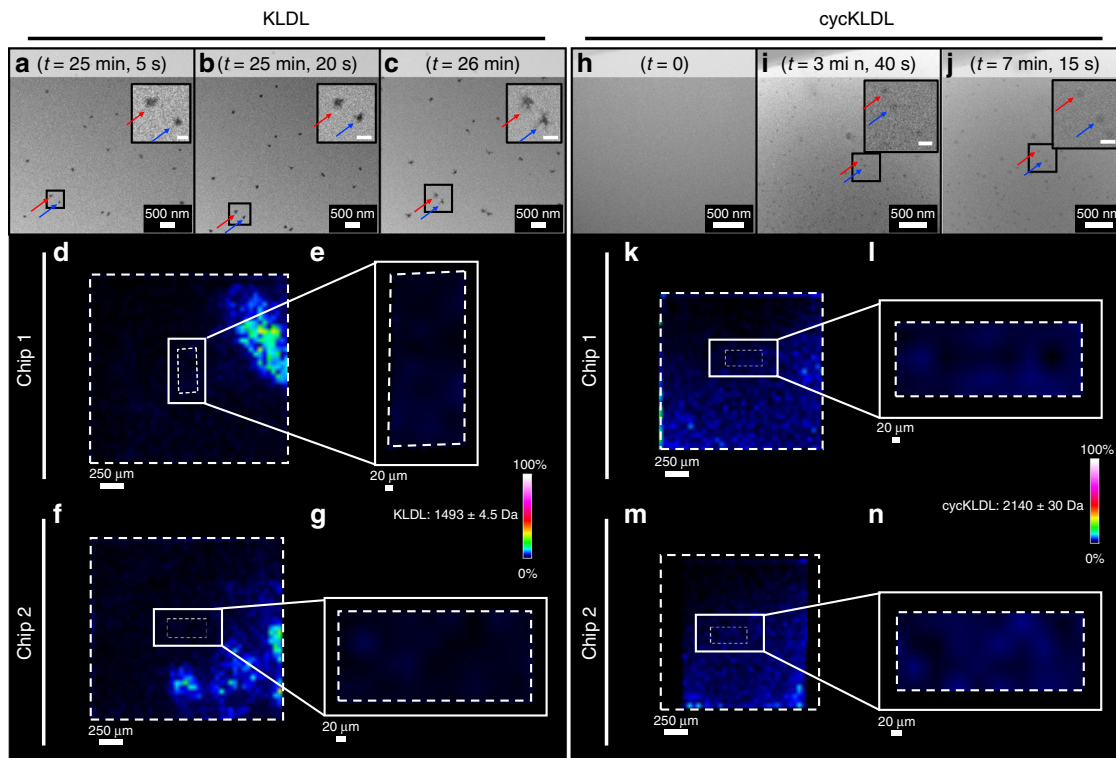 KLDL
cycKLDL
a (t = 25 min, 5 s)
b (t = 25 min, 20 s)
c (t = 26 min)
h (t = 0)
i (t = 3 mi n, 40 s)
j (t = 7 min, 15 s)
500 nm
500 nm
500 nm
500 nm
500 nm
500 nm
d
e
k
l
Chip 1
Chip 1
250 µm
20 µm
250 µm
20 µm
100%
100%
f
KLDL: 1493 ± 4.5 Da
g
m
cycKLDL: 2140 ± 30 Da
n
0%
0%
Chip 2
Chip 2
250 µm
20 µm
250 µm
20 µm